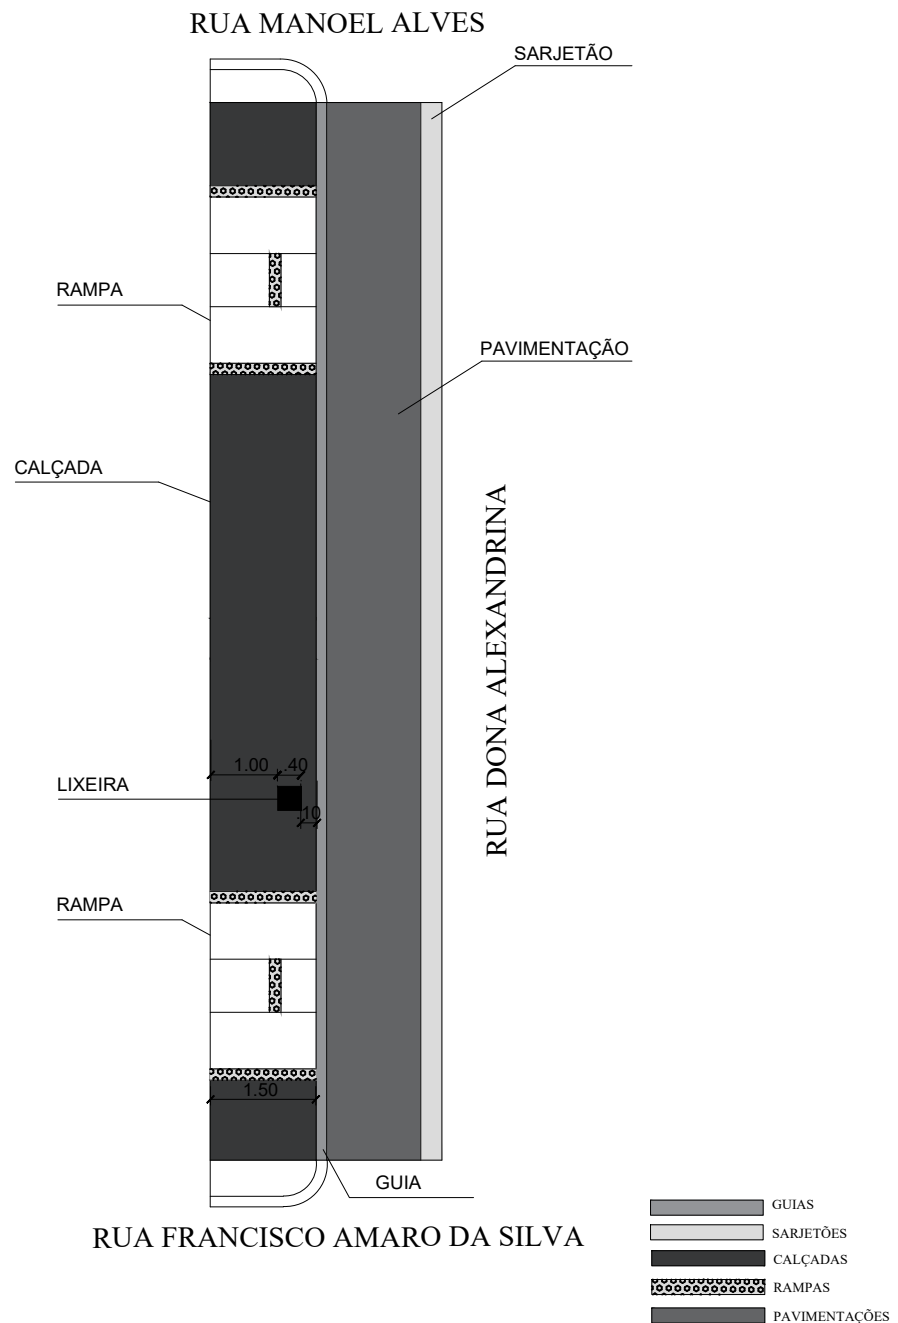 RUA MANOEL ALVES
SARJETÃO
RAMPA
PAVIMENTAÇÃO
CALÇADA
RUA DONA ALEXANDRINA
1.00
.40
LIXEIRA
.10
RAMPA
1.50
GUIA
RUA FRANCISCO AMARO DA SILVA
GUIAS
SARJETÕES
CALÇADAS
RAMPAS
PAVIMENTAÇÕES